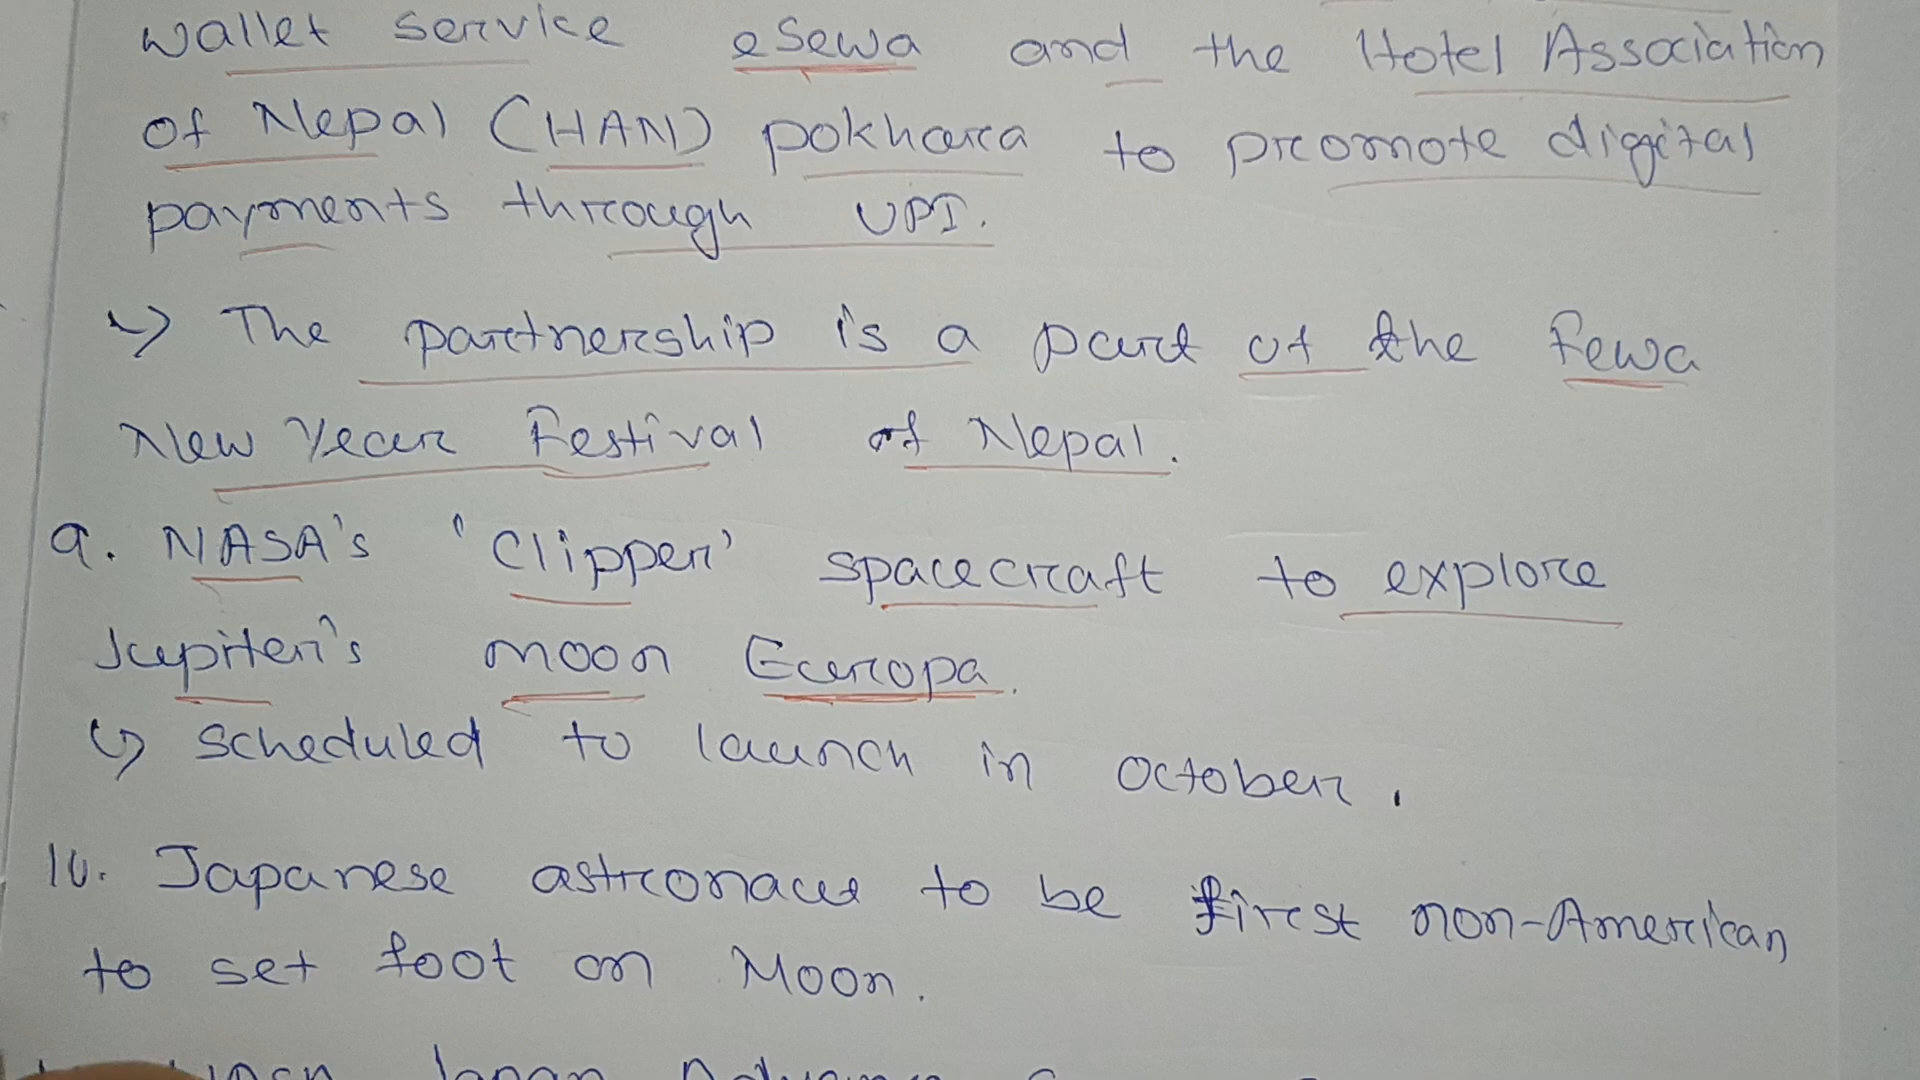 wallet service eSewa and the Hotel Association
of Nepal (HAN) pokhara to promote digital
payments through UPI.
↳ The partnership is a part of the Fewa
New Year Festival of Nepal.
9. NASA's 'Clipper' spacecraft to explore
Jupiter's moon Europa.
↳ scheduled to launch in october.
10. Japanese astronaut to be first non-American
to set foot on Moon.
Japan